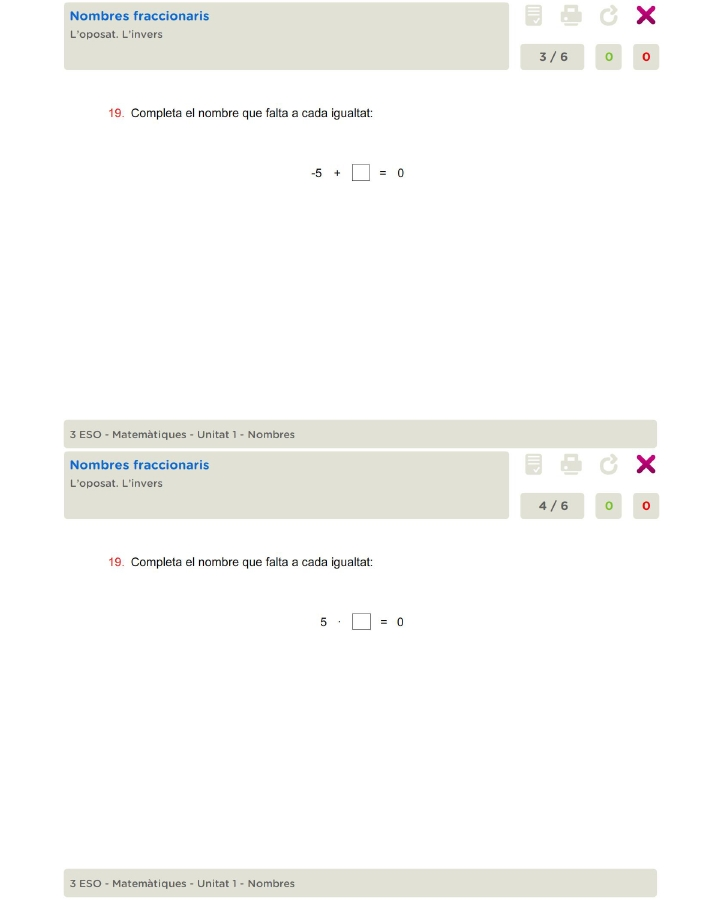 Nombres fraccionaris
L'oposat. L'invers
3 / 6 0 0
19. Completa el nombre que falta a cada igualtat:
-5 + = 0
3 ESO - Matemàtiques - Unitat 1 - Nombres
Nombres fraccionaris
L'oposat. L'invers
4 / 6 0 0
19. Completa el nombre que falta a cada igualtat:
5 · = 0
3 ESO - Matemàtiques - Unitat 1 - Nombres